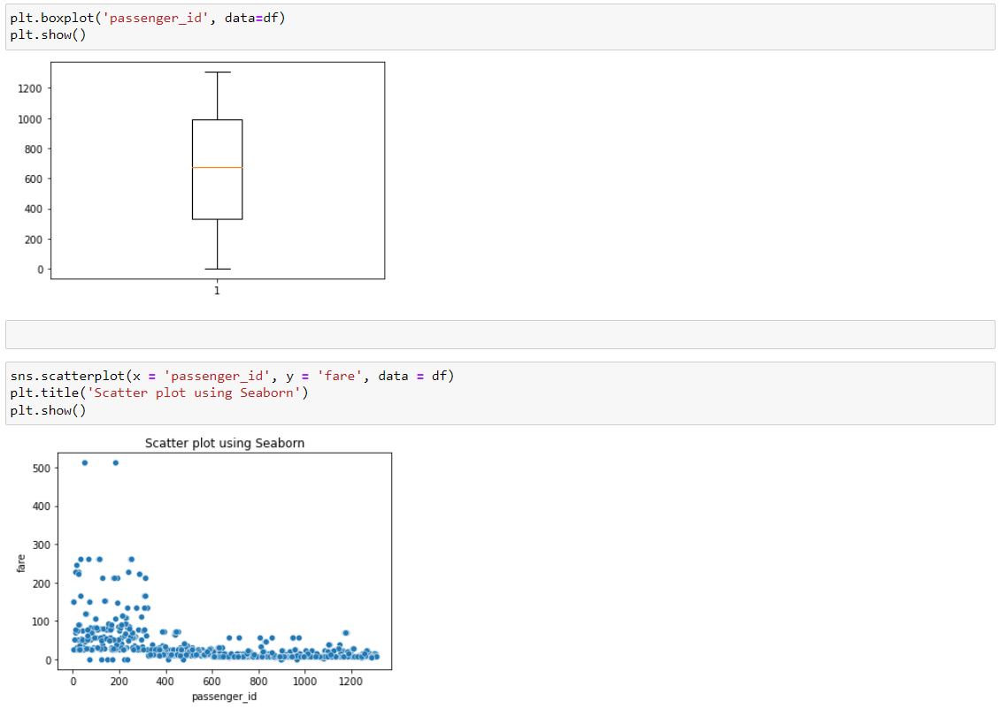 plt.boxplot('passenger_id', data=df)
plt.show()
1200
1000
800
600
400
200
0
1
sns.scatterplot(x = 'passenger_id', y = 'fare', data = df)
plt.title('Scatter plot using Seaborn')
plt.show()
Scatter plot using Seaborn
500
400
300
200
100
0
fare
0 200 400 600 800 1000 1200
passenger_id